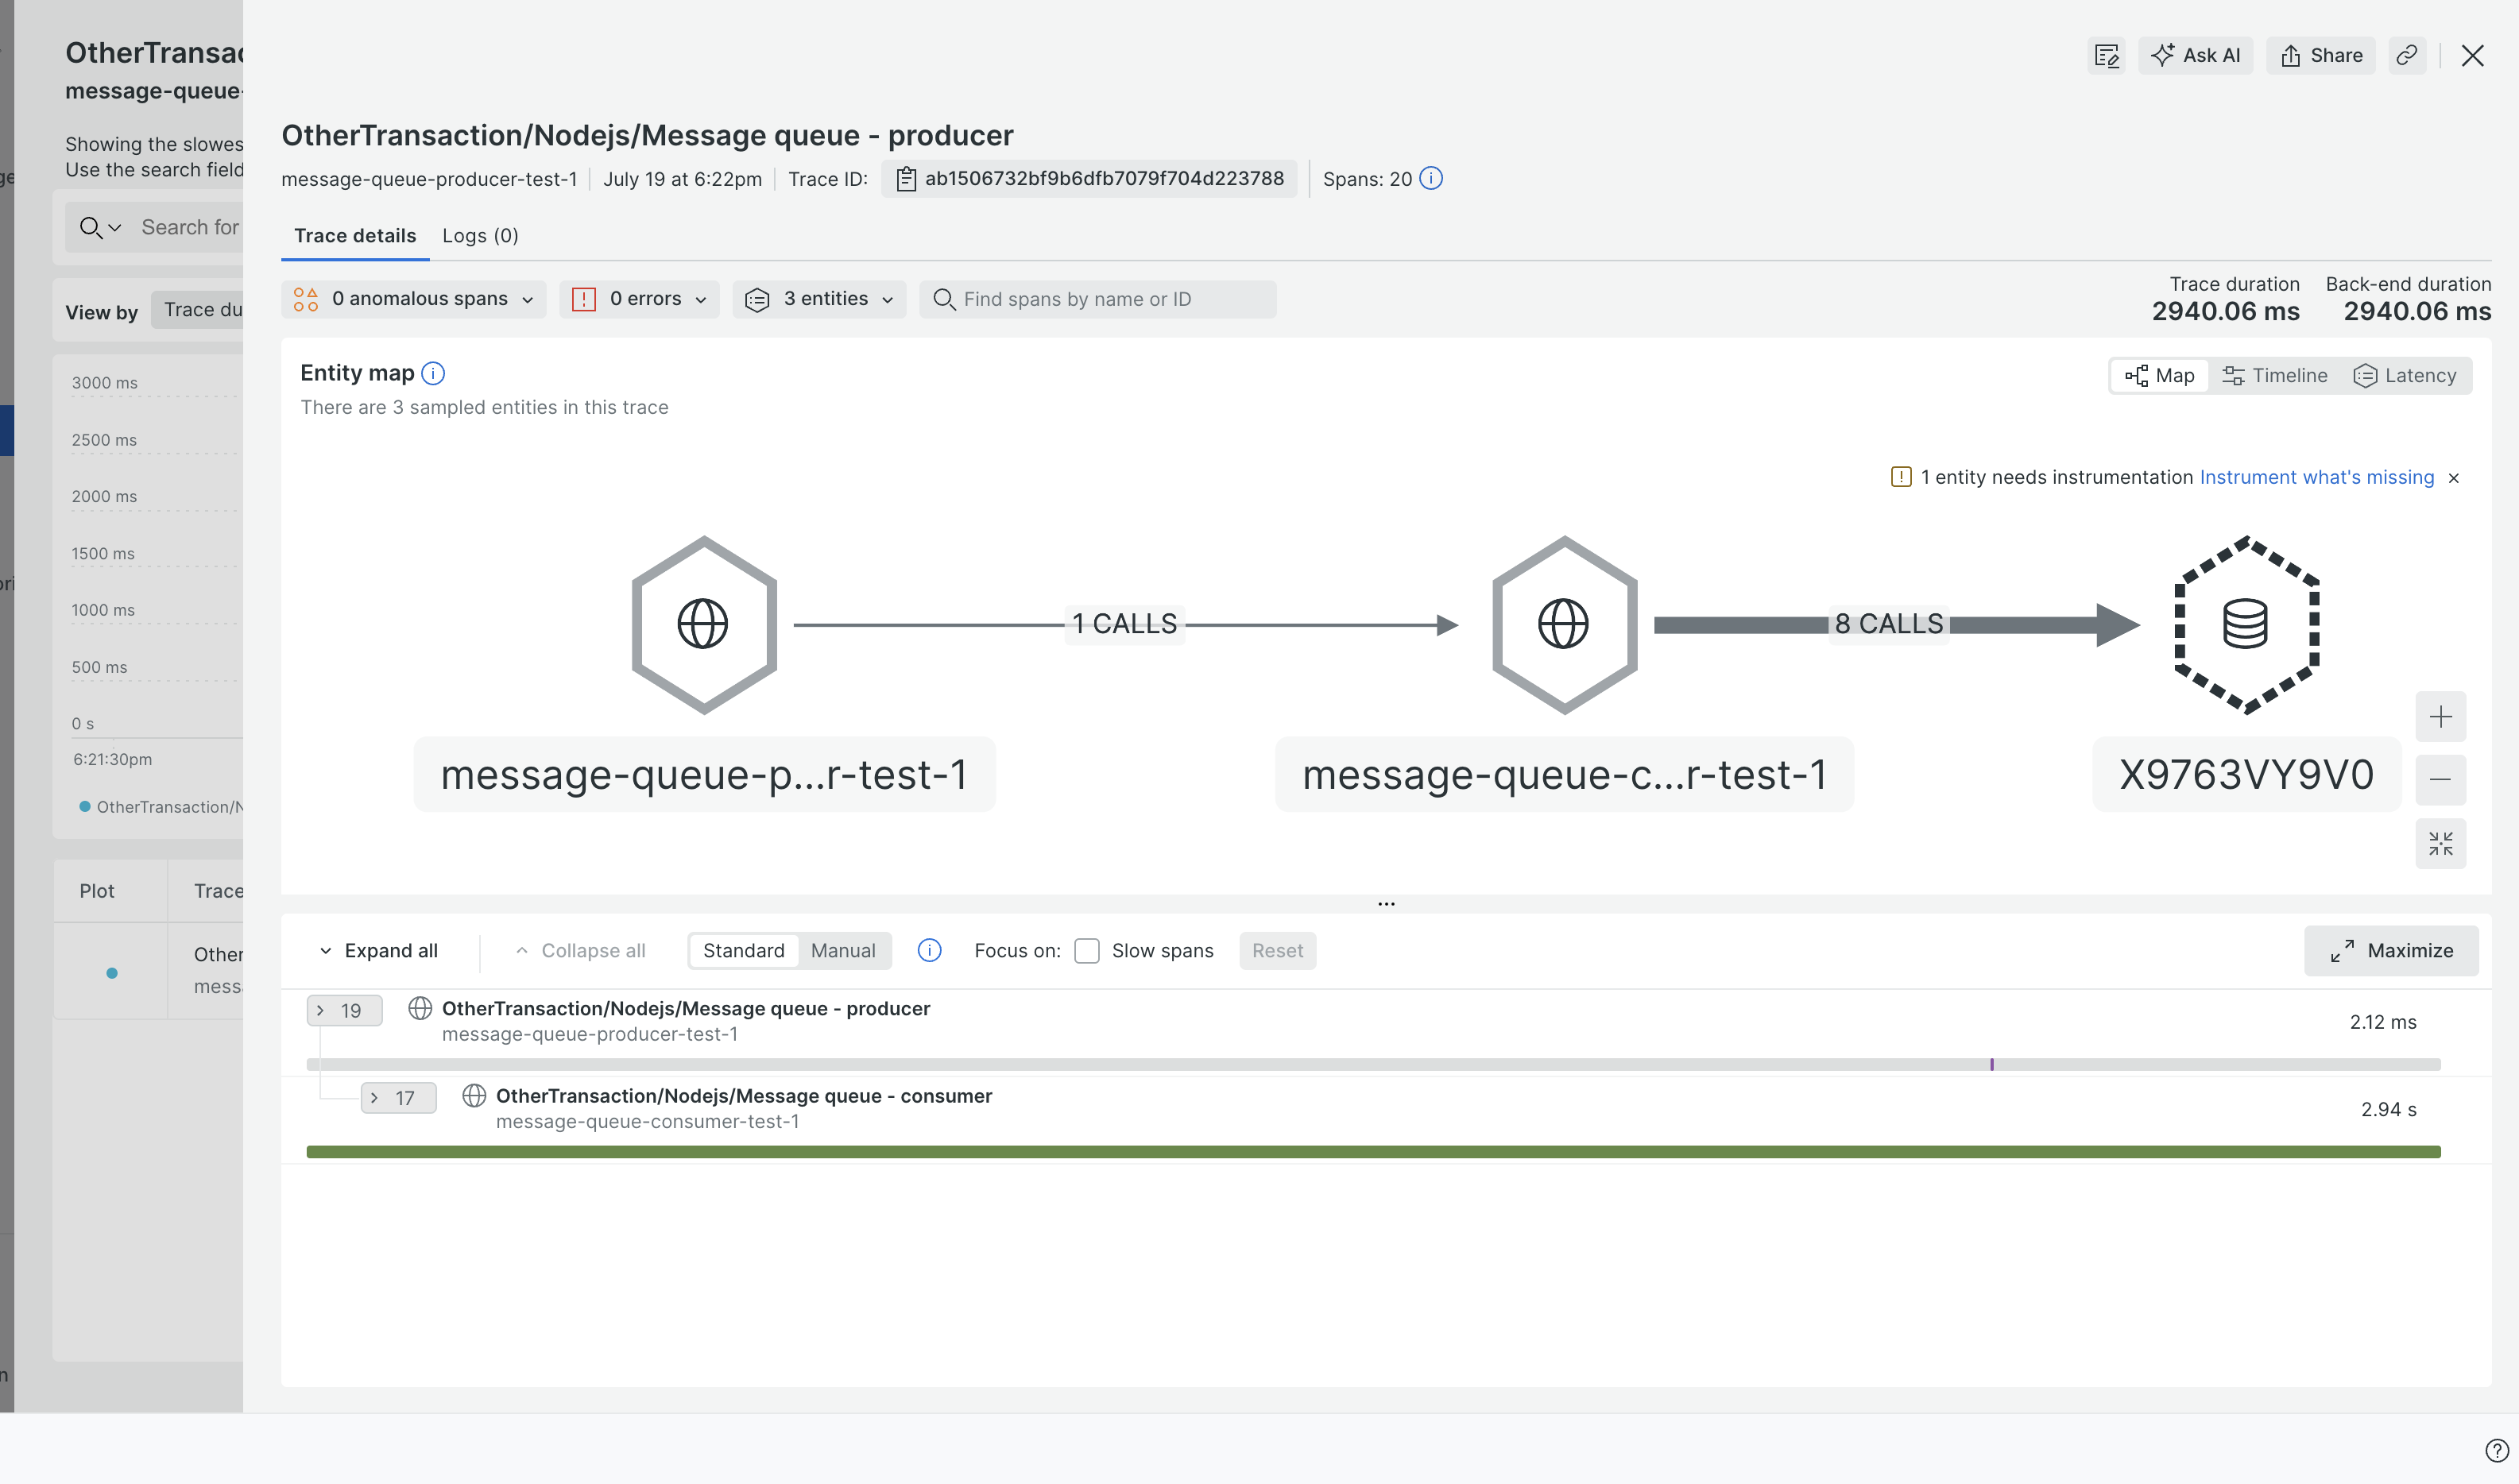 OtherTransac
message-queue-
Showing the slowes
Use the search field
Search for
View by
Trace du
3000 ms
2500 ms
2000 ms
1500 ms
1000 ms
500 ms
0 s
6:21:30pm
OtherTransaction/N
Plot
Trace
Other
messa
Ask AI
Share
OtherTransaction/Nodejs/Message queue - producer
message-queue-producer-test-1
July 19 at 6:22pm
Trace ID:
ab1506732bf9b6dfb7079f704d223788
Spans: 20
Trace details
Logs (0)
0 anomalous spans
0 errors
3 entities
Find spans by name or ID
Trace duration
2940.06 ms
Back-end duration
2940.06 ms
Entity map
There are 3 sampled entities in this trace
Map
Timeline
Latency
1 entity needs instrumentation Instrument what's missing
1 CALLS
8 CALLS
message-queue-p...r-test-1
message-queue-c...r-test-1
X9763VY9V0
Expand all
Collapse all
Standard
Manual
Focus on:
Slow spans
Reset
Maximize
19
OtherTransaction/Nodejs/Message queue - producer
message-queue-producer-test-1
2.12 ms
17
OtherTransaction/Nodejs/Message queue - consumer
message-queue-consumer-test-1
2.94 s